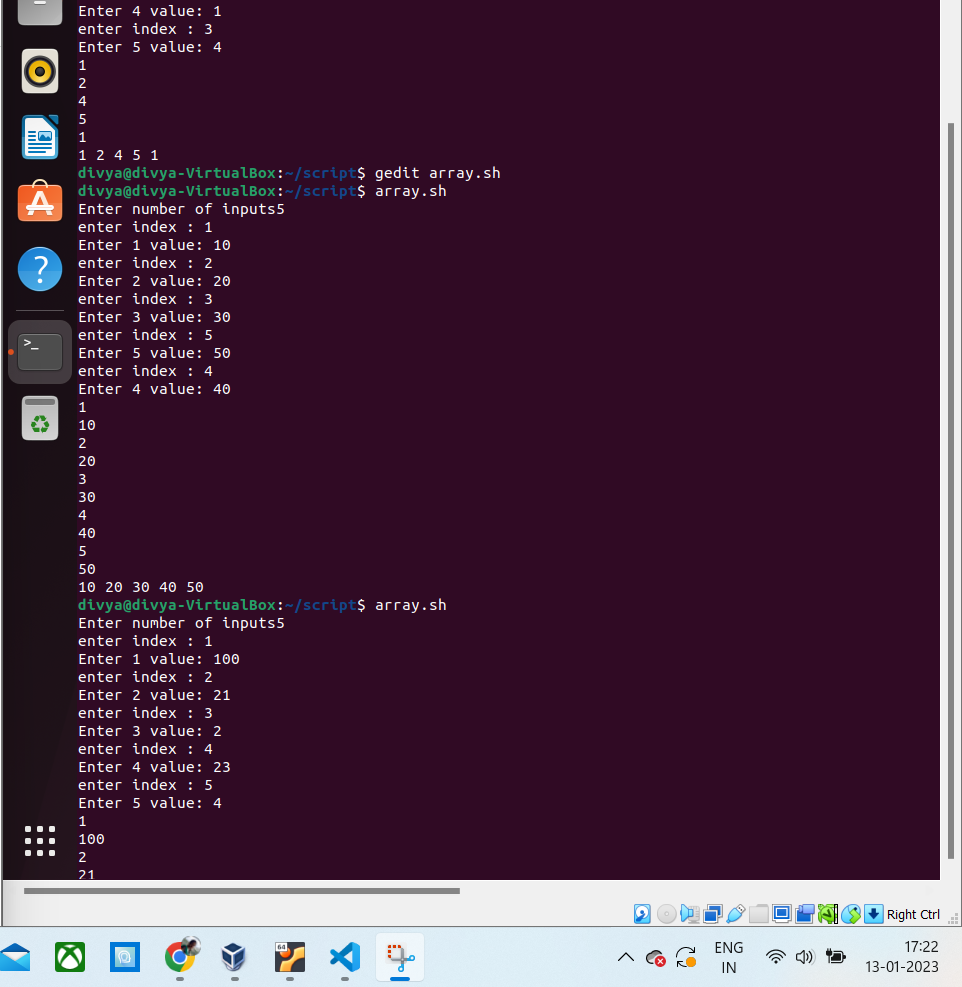 Enter 4 value: 1
enter index : 3
Enter 5 value: 4
1
2
4
5
1
1 2 4 5 1
divya@divya-VirtualBox:~/script$ gedit array.sh
divya@divya-VirtualBox:~/script$ array.sh
Enter number of inputs5
enter index : 1
Enter 1 value: 10
enter index : 2
Enter 2 value: 20
enter index : 3
Enter 3 value: 30
enter index : 5
Enter 5 value: 50
enter index : 4
Enter 4 value: 40
1
10
2
20
3
30
4
40
5
50
10 20 30 40 50
divya@divya-VirtualBox:~/script$ array.sh
Enter number of inputs5
enter index : 1
Enter 1 value: 100
enter index : 2
Enter 2 value: 21
enter index : 3
Enter 3 value: 2
enter index : 4
Enter 4 value: 23
enter index : 5
Enter 5 value: 4
1
100
2
21
Right Ctrl
64
ENG
IN
17:22
13-01-2023